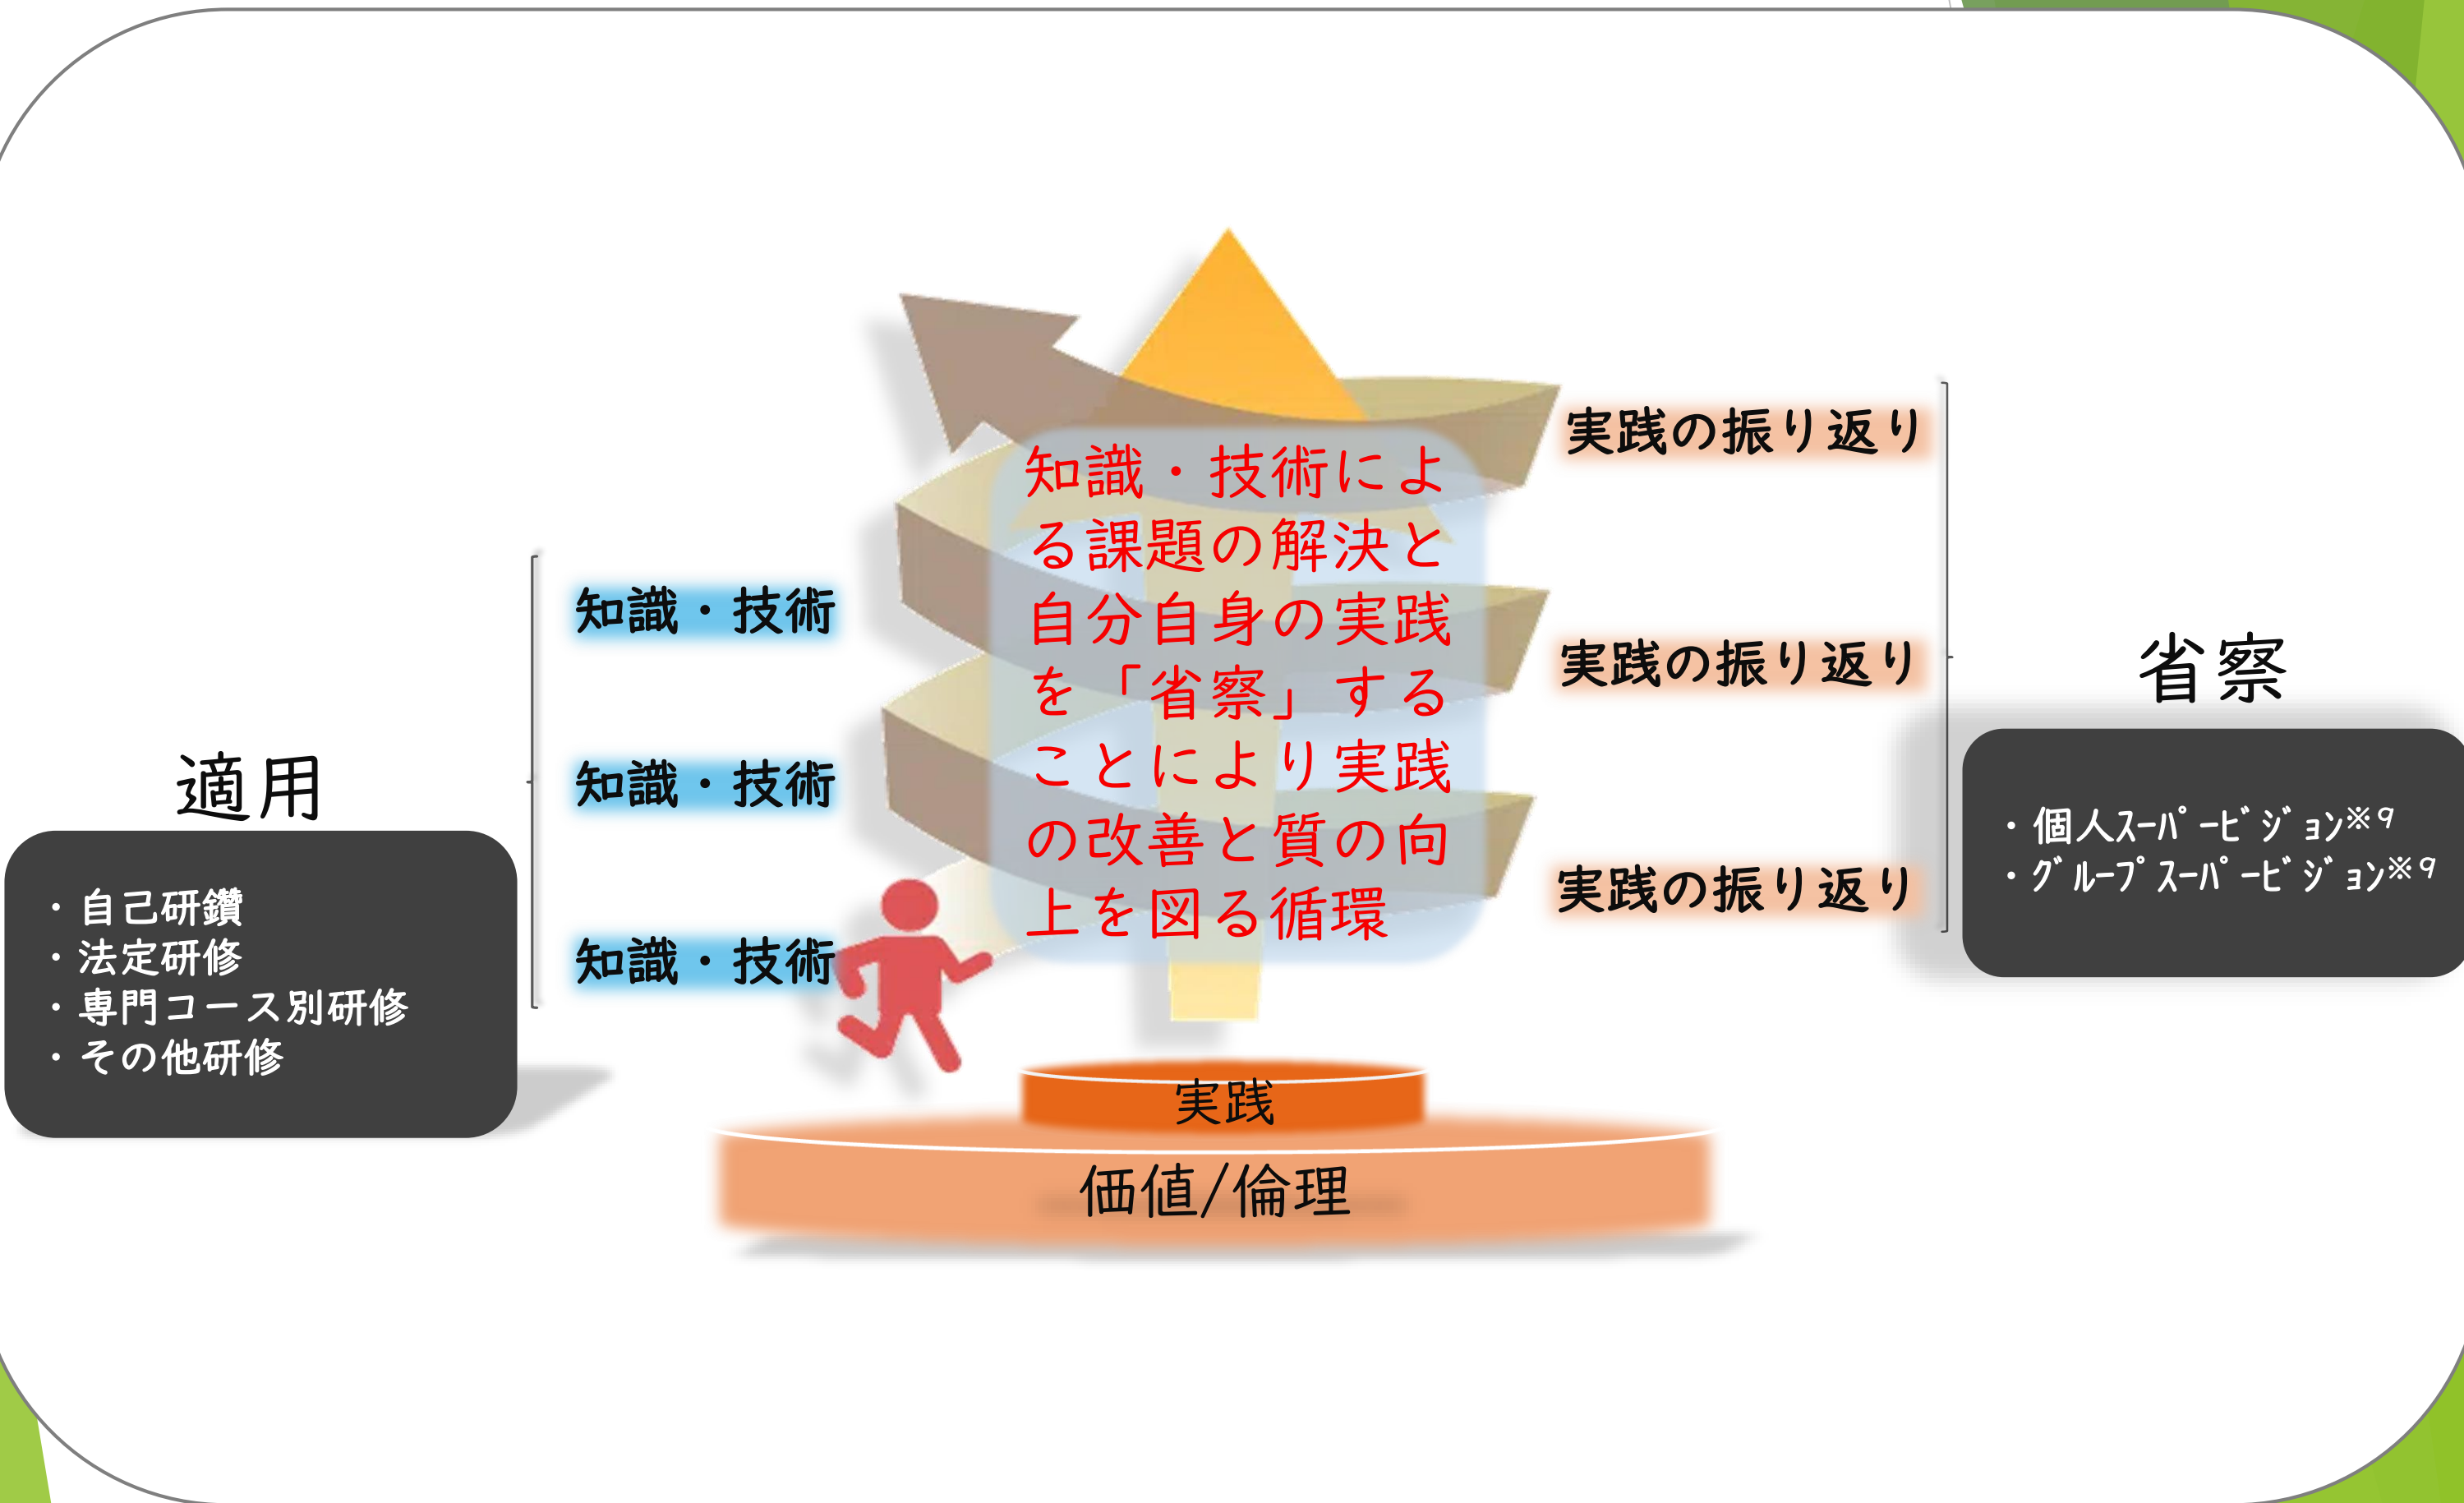 適用
・自己研鑽
・法定研修
・専門コース別研修
・その他研修
知識・技術
知識・技術
知識・技術
知識・技術によ
る課題の解決と
自分自身の実践
を「省察」する
ことにより実践
の改善と質の向
上を図る循環
実践の振り返り
実践の振り返り
実践の振り返り
省察
・個人ｽｰﾊﾟｰﾋﾞｼﾞｮﾝ※9
・ｸﾞﾙｰﾌﾟｽｰﾊﾟｰﾋﾞｼﾞｮﾝ※9
実践
価値/倫理